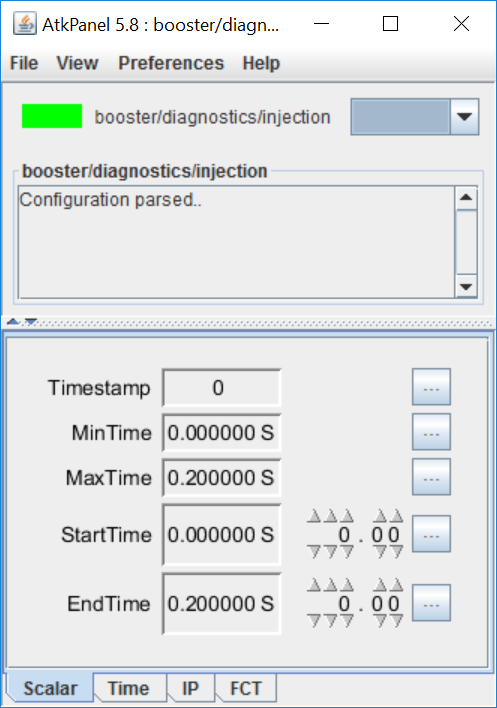 AtkPanel 5.8 : booster/diagn...
File View Preferences Help
booster/diagnostics/injection
booster/diagnostics/injection
Configuration parsed..
Timestamp 0 ...
MinTime 0.000000 S ...
MaxTime 0.200000 S ...
StartTime 0.000000 S 0.00 ...
EndTime 0.200000 S 0.00 ...
Scalar Time IP FCT